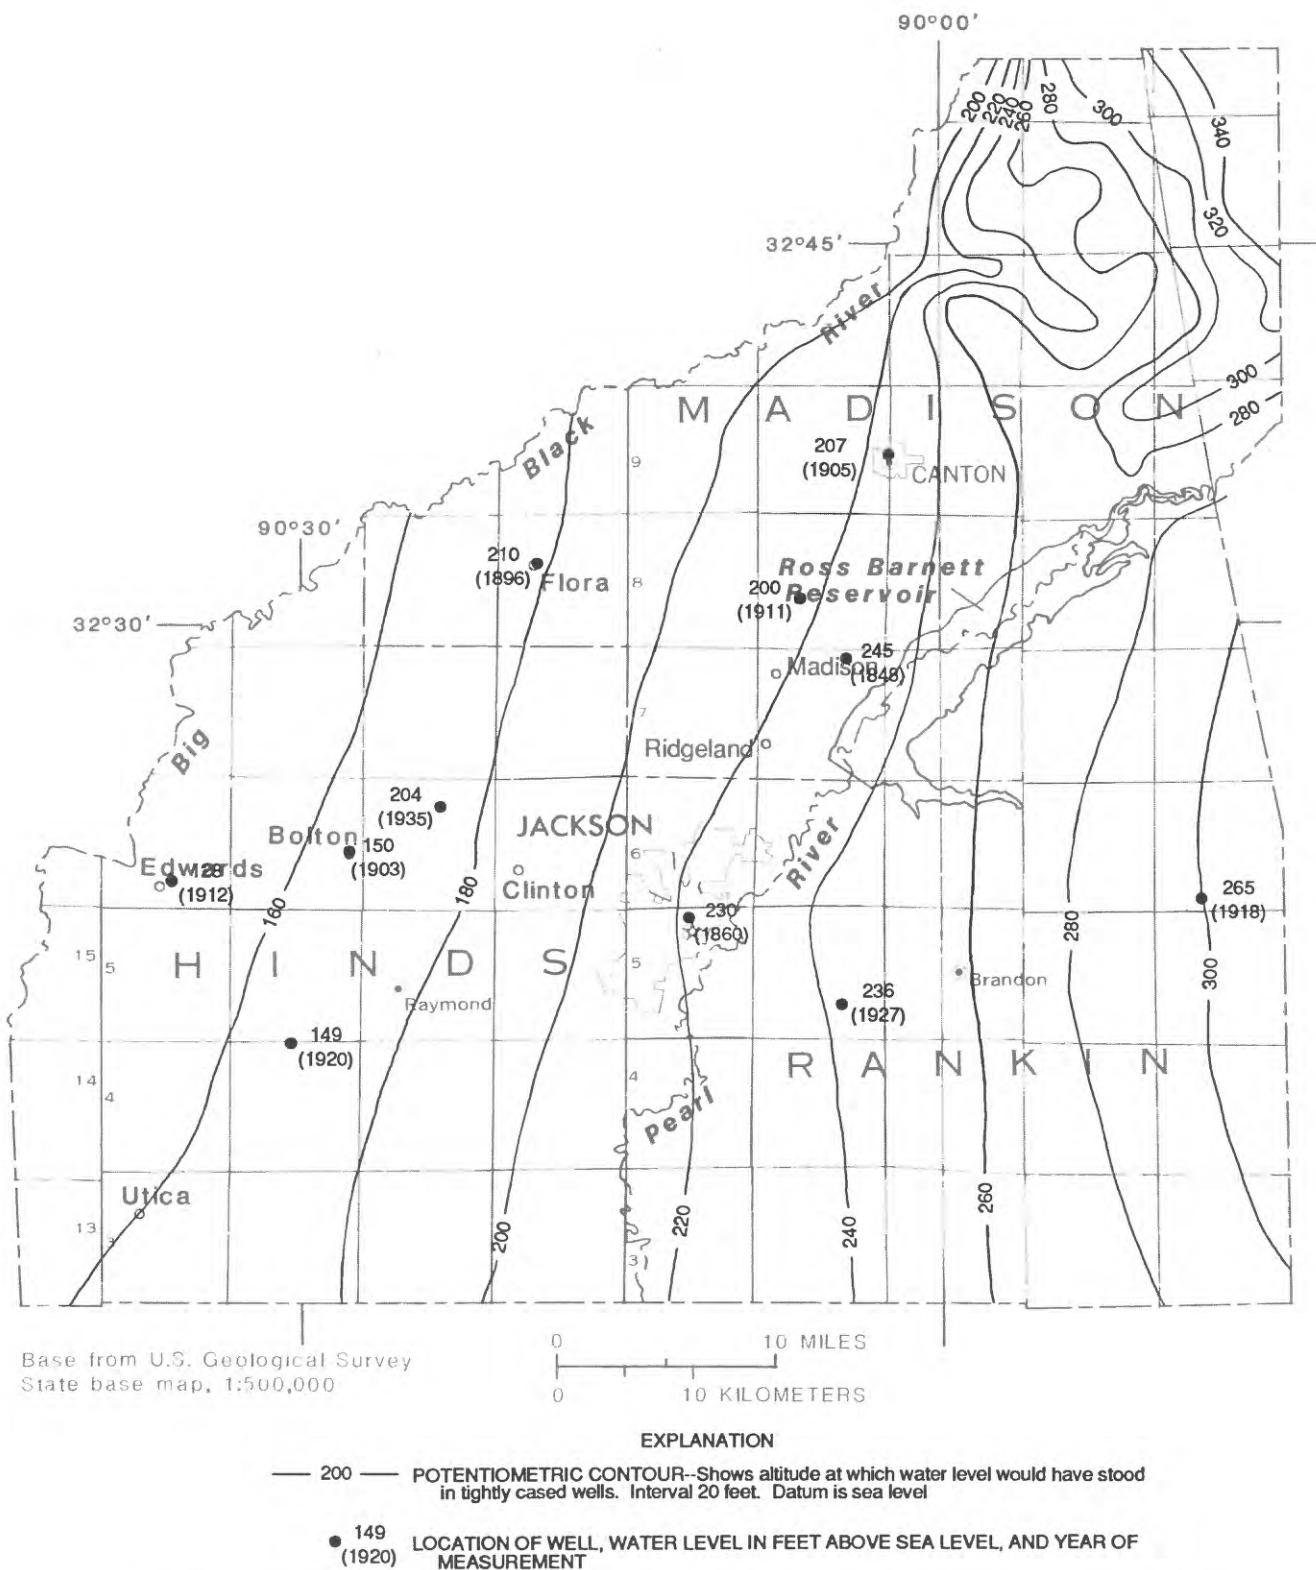 90°00'
200
220
240
260
280
300
340
320
32°45'
River
Black
MADISON
300
280
207
(1905)
CANTON
9
90°30'
210
(1896)
Flora
8
Ross Barnett
Reservoir
200
(1911)
32°30'
245
(1848)
Madison
7
Ridgeland
Big
204
(1935)
Bolton
150
(1903)
JACKSON
6
River
Edwards
128
(1912)
Clinton
180
160
230
(1860)
265
(1918)
280
300
15
5
HINDS
5
Raymond
236
(1927)
Brandon
149
(1920)
RANKIN
14
4
4
Pearl
Utica
13
3
200
3
220
240
260
Base from U.S. Geological Survey
State base map, 1:500,000
0 10 MILES
0 10 KILOMETERS
EXPLANATION
200 POTENTIOMETRIC CONTOUR--Shows altitude at which water level would have stood
in tightly cased wells. Interval 20 feet. Datum is sea level
149
(1920)
LOCATION OF WELL, WATER LEVEL IN FEET ABOVE SEA LEVEL, AND YEAR OF
MEASUREMENT